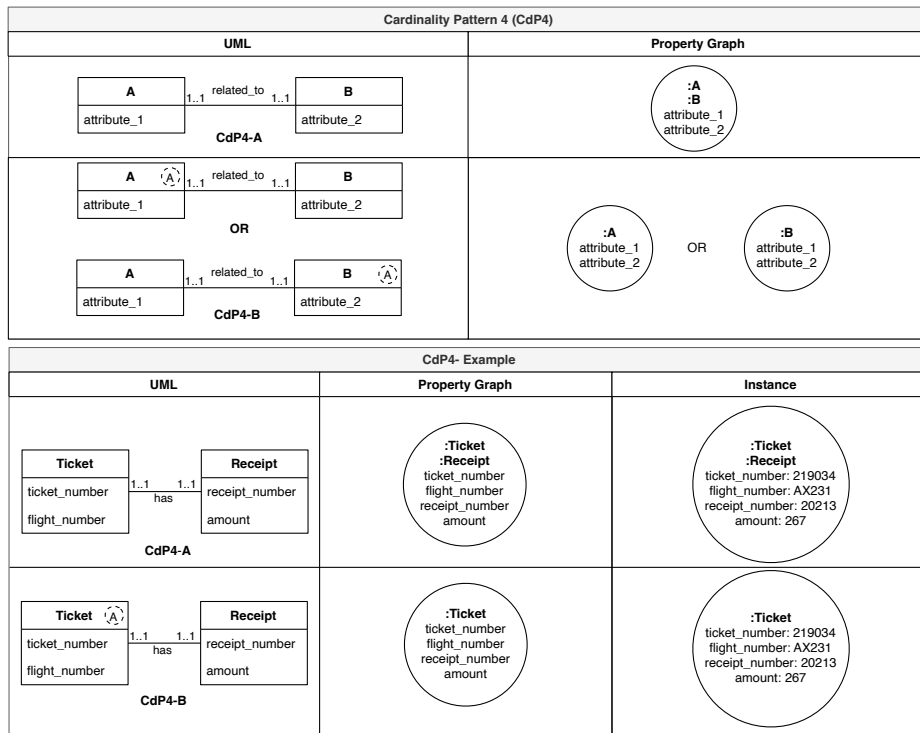 Cardinality Pattern 4 (CdP4)
UML
Property Graph
A
attribute_1
1..1
related_to
1..1
B
attribute_2
CdP4-A
:A
:B
attribute_1
attribute_2
A
A
attribute_1
1..1
related_to
1..1
B
attribute_2
OR
A
attribute_1
1..1
related_to
1..1
B
A
attribute_2
CdP4-B
:A
attribute_1
attribute_2
OR
:B
attribute_1
attribute_2
CdP4- Example
UML
Property Graph
Instance
Ticket
ticket_number
flight_number
1..1
1..1
has
Receipt
receipt_number
amount
CdP4-A
:Ticket
:Receipt
ticket_number
flight_number
receipt_number
amount
:Ticket
:Receipt
ticket_number: 219034
flight_number: AX231
receipt_number: 20213
amount: 267
Ticket
A
ticket_number
flight_number
1..1
1..1
has
Receipt
receipt_number
amount
CdP4-B
:Ticket
ticket_number
flight_number
receipt_number
amount
:Ticket
ticket_number: 219034
flight_number: AX231
receipt_number: 20213
amount: 267